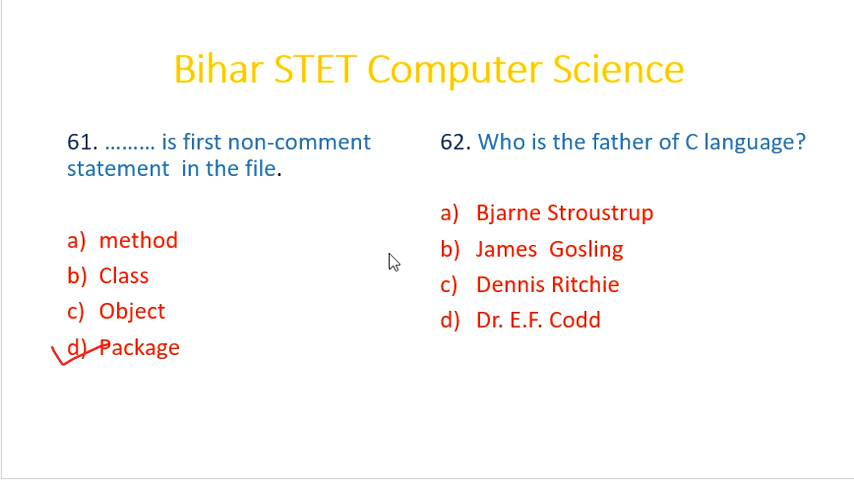 Bihar STET Computer Science
61. ……… is first non-comment
statement in the file.
a) method
b) Class
c) Object
d) Package
62. Who is the father of C language?
a) Bjarne Stroustrup
b) James Gosling
c) Dennis Ritchie
d) Dr. E.F. Codd